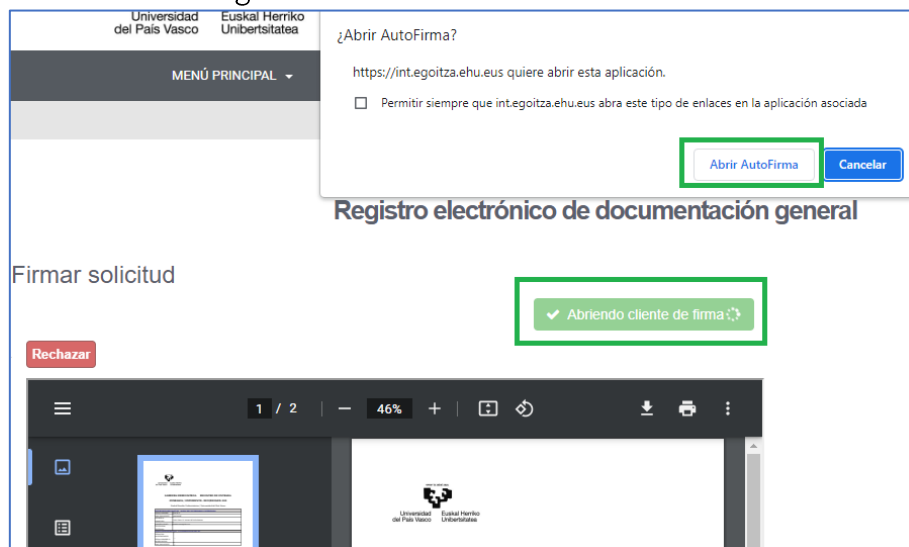 Universidad Euskal Herriko
del País Vasco Unibertsitatea
MENÚ PRINCIPAL
¿Abrir AutoFirma?
https://int.egoitza.ehu.eus quiere abrir esta aplicación.
Permitir siempre que int.egoitza.ehu.eus abra este tipo de enlaces en la aplicación asociada
Abrir AutoFirma Cancelar
Registro electrónico de documentación general
Firmar solicitud
Abriendo cliente de firma
Rechazar
1 / 2 46%
Universidad Euskal Herriko
del País Vasco Unibertsitatea